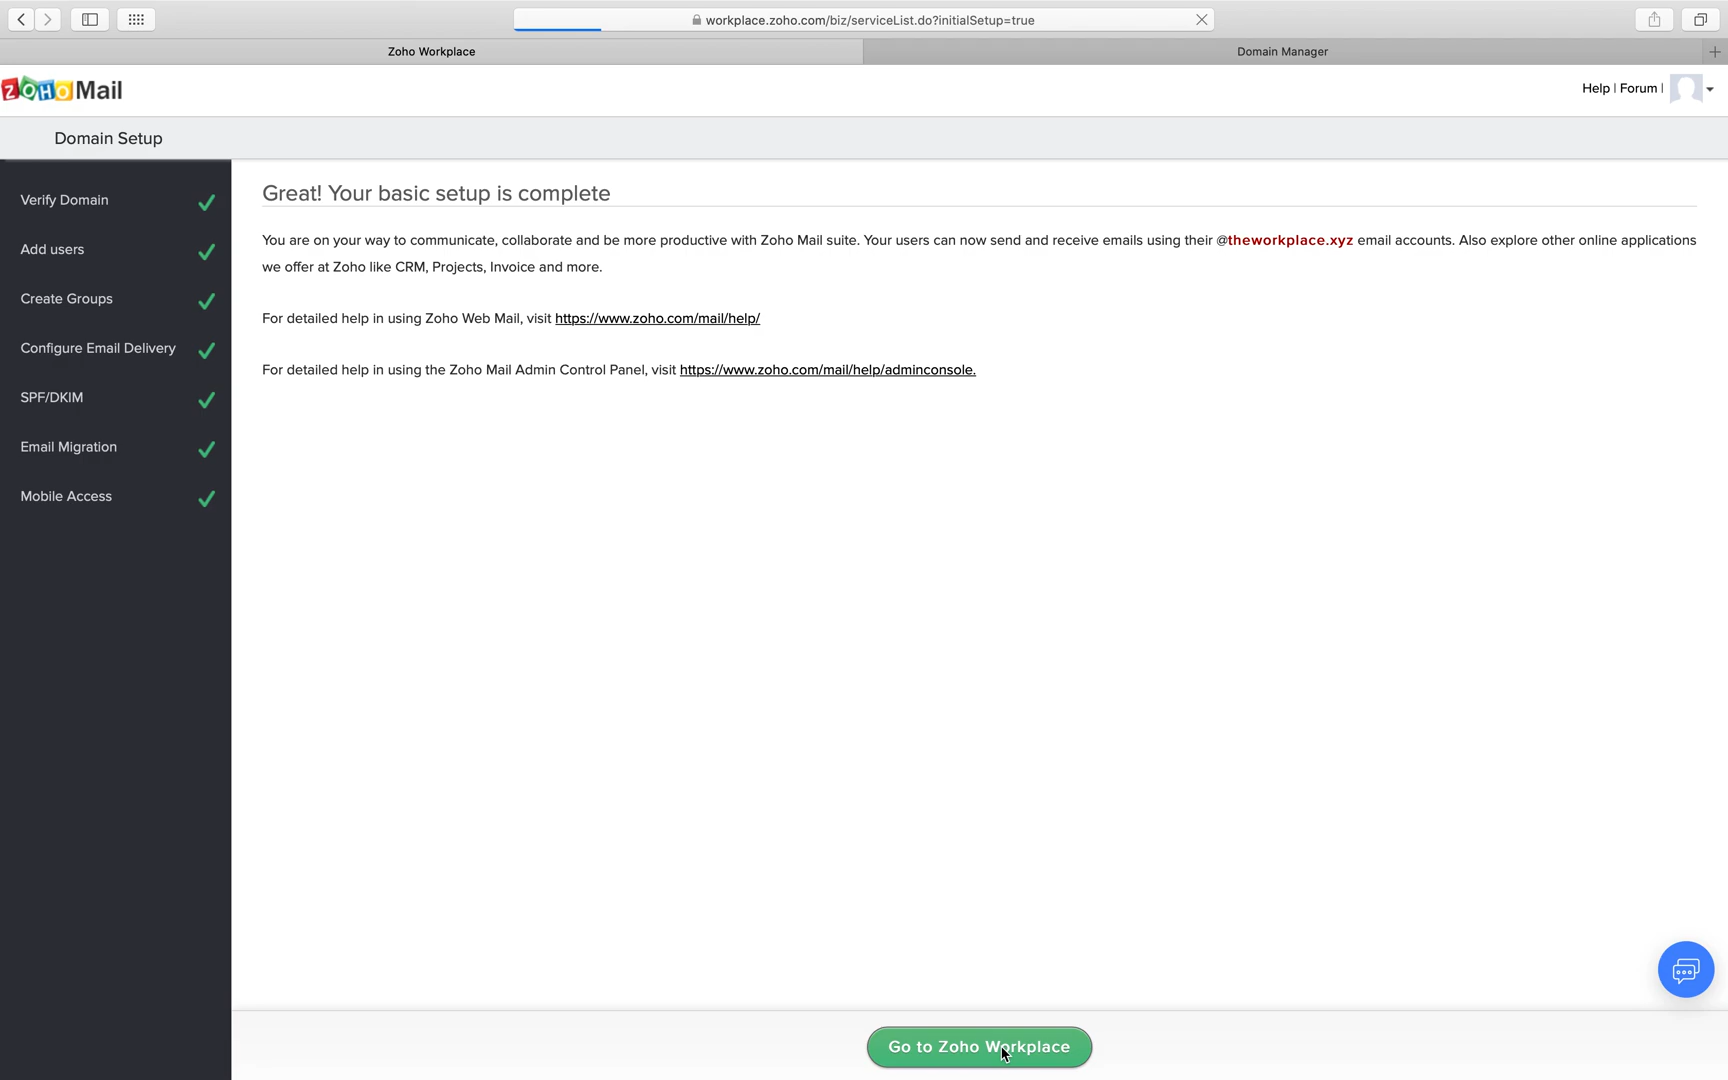 workplace.zoho.com/biz/serviceList.do?initialSetup=true
Zoho Workplace
Domain Manager
ZOHO Mail
Help | Forum |
Domain Setup
Verify Domain
Add users
Create Groups
Configure Email Delivery
SPF/DKIM
Email Migration
Mobile Access
Great! Your basic setup is complete
You are on your way to communicate, collaborate and be more productive with Zoho Mail suite. Your users can now send and receive emails using their @theworkplace.xyz email accounts. Also explore other online applications
we offer at Zoho like CRM, Projects, Invoice and more.
For detailed help in using Zoho Web Mail, visit https://www.zoho.com/mail/help/
For detailed help in using the Zoho Mail Admin Control Panel, visit https://www.zoho.com/mail/help/adminconsole.
Go to Zoho Workplace